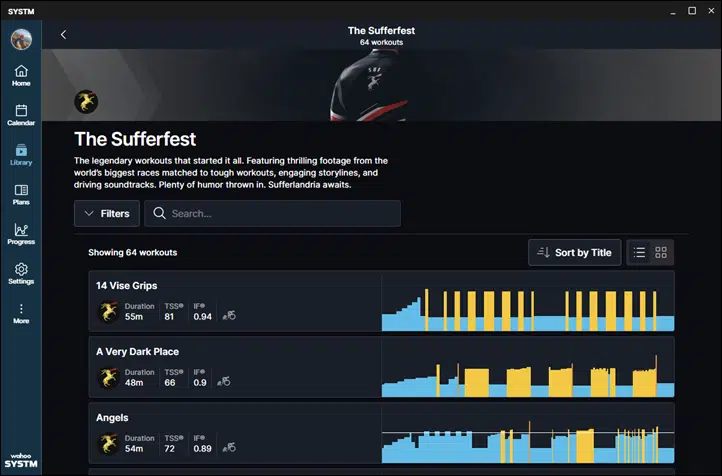 SYSTM
The Sufferfest
64 workouts
Home
Calendar
Library
Plans
Progress
Settings
More
wahoo
SYSTM
SUF
The Sufferfest
The legendary workouts that started it all. Featuring thrilling footage from the
world's biggest races matched to tough workouts, engaging storylines, and
driving soundtracks. Plenty of humor thrown in. Sufferlandria awaits.
Filters
Search...
Showing 64 workouts
Sort by Title
14 Vise Grips
Duration TSS® IF®
55m 81 0.94
A Very Dark Place
Duration TSS® IF®
48m 66 0.9
Angels
Duration TSS® IF®
54m 72 0.89